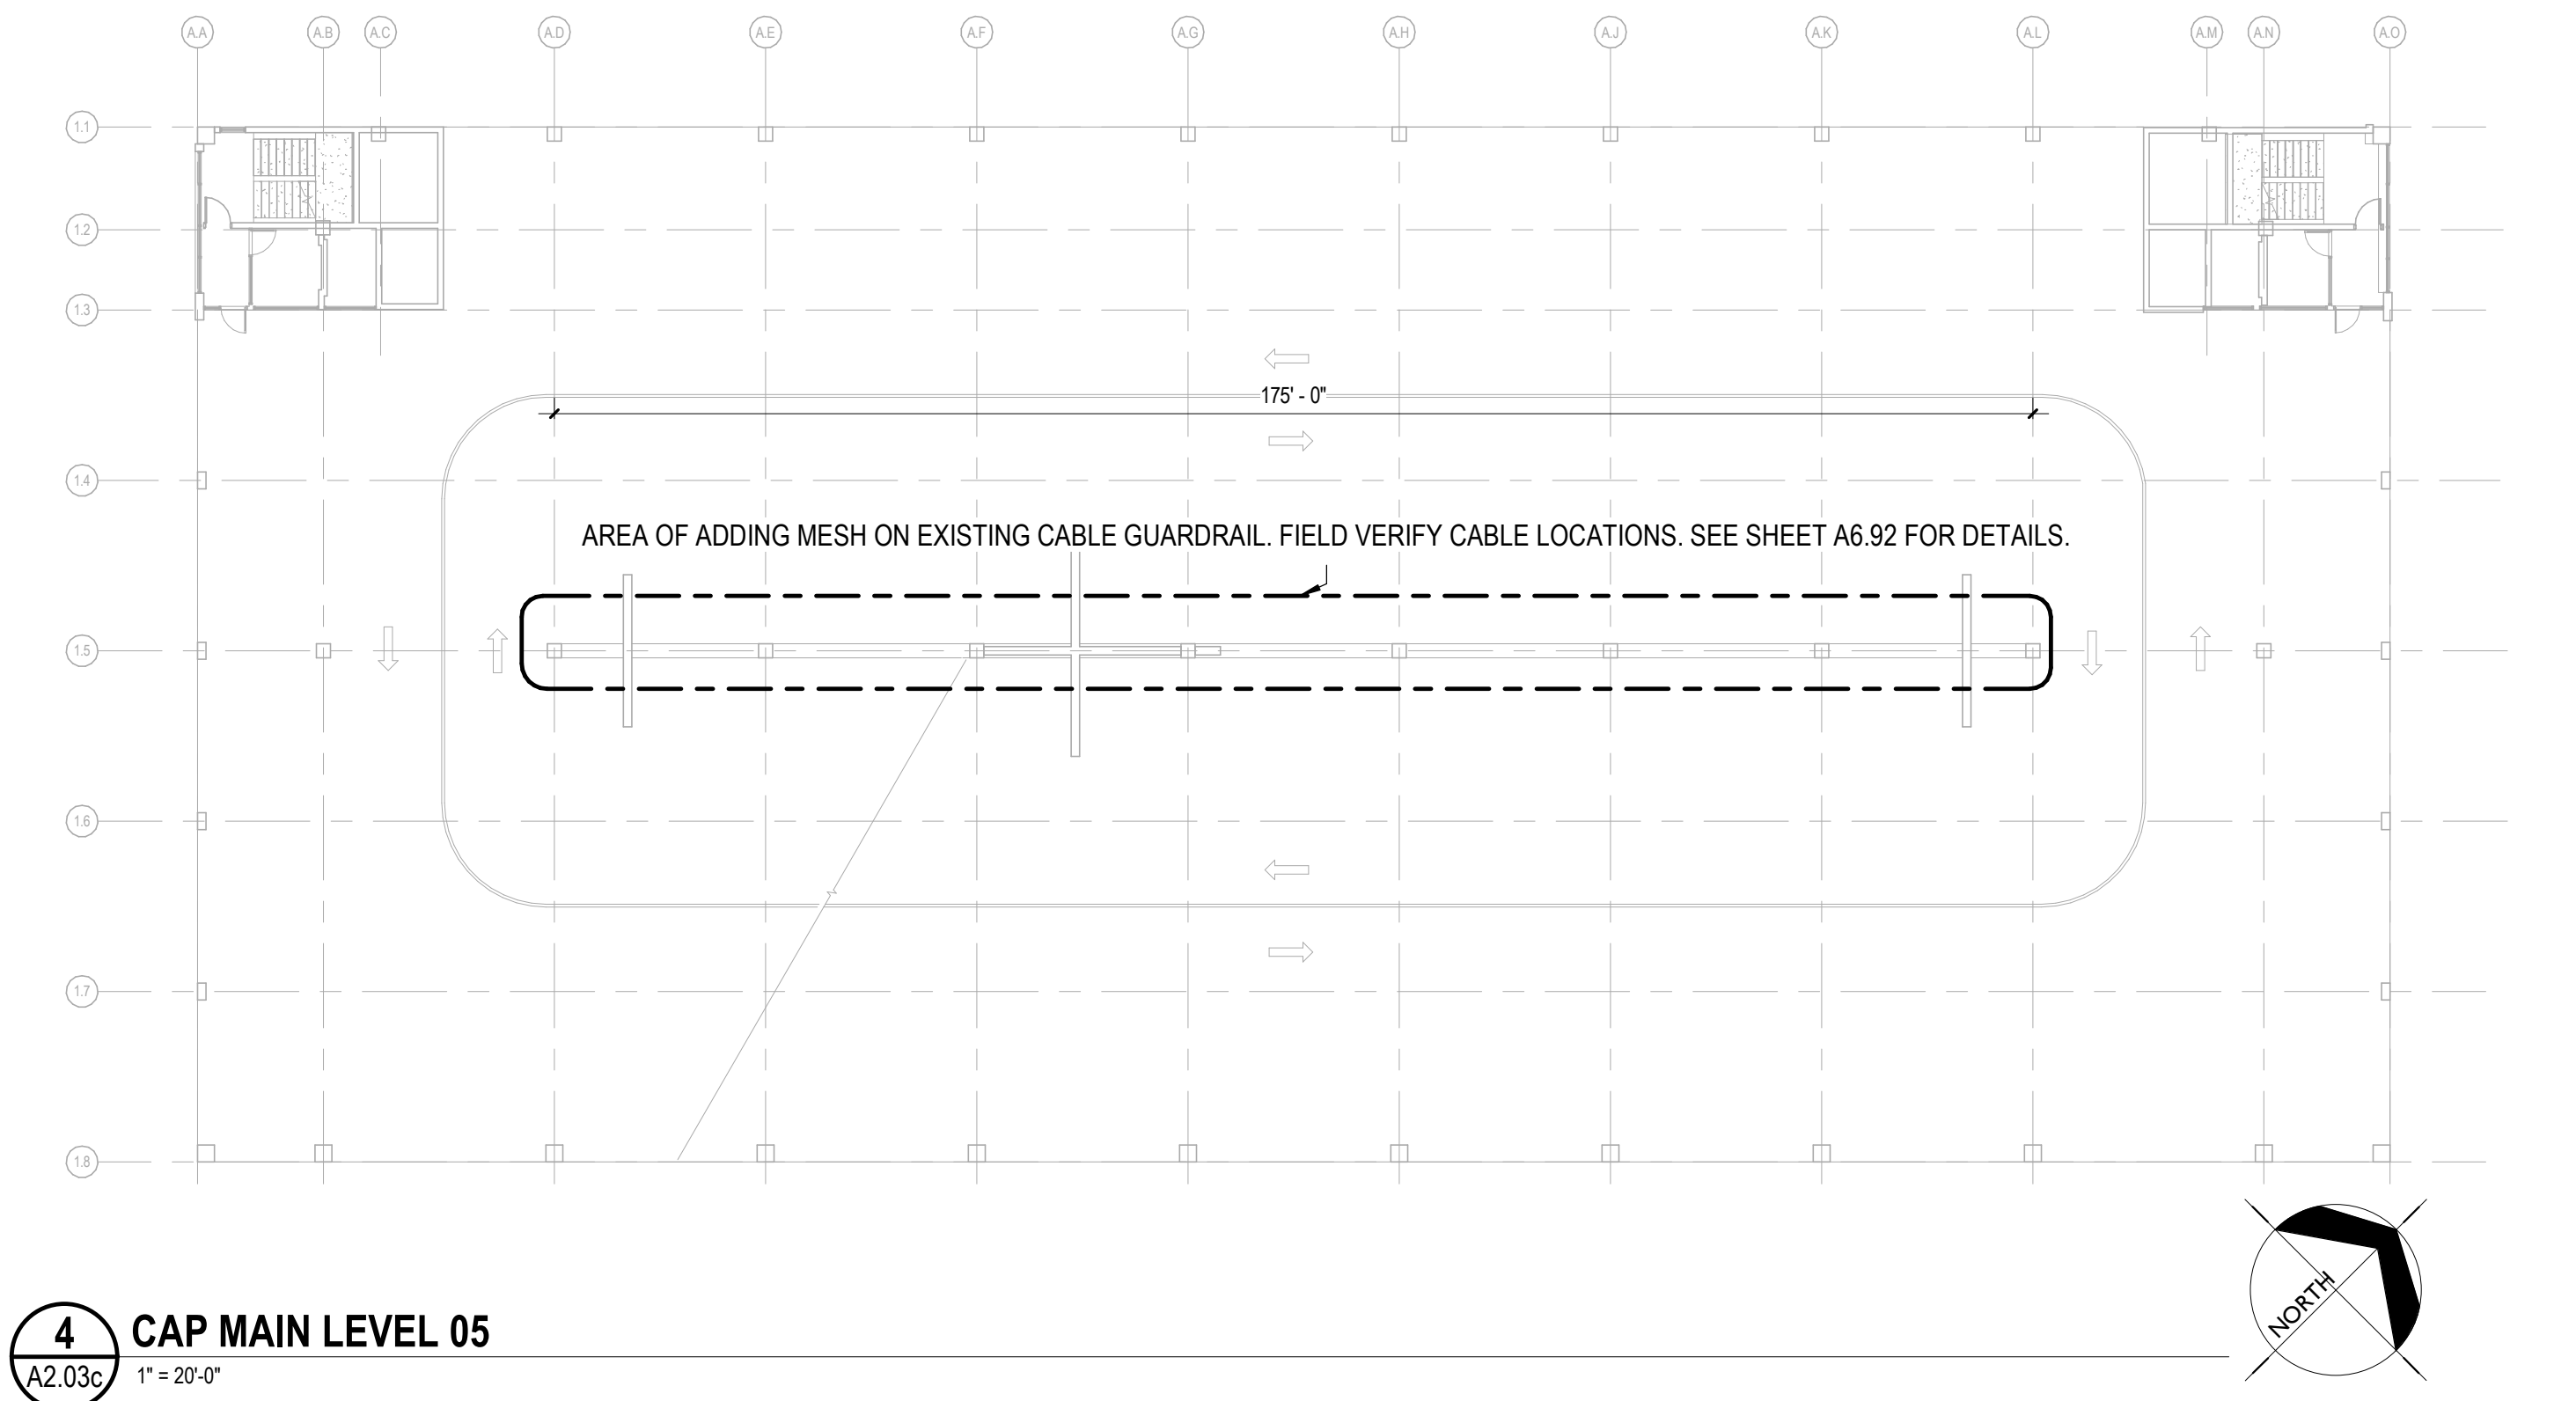 A.A A.B A.C A.D A.E A.F A.G A.H A.J A.K A.L A.M A.N A.O
1.1
1.2
1.3
175' - 0"
1.4
AREA OF ADDING MESH ON EXISTING CABLE GUARDRAIL. FIELD VERIFY CABLE LOCATIONS. SEE SHEET A6.92 FOR DETAILS.
1.5
1.6
1.7
1.8
NORTH
4 CAP MAIN LEVEL 05
A2.03c 1" = 20'-0"